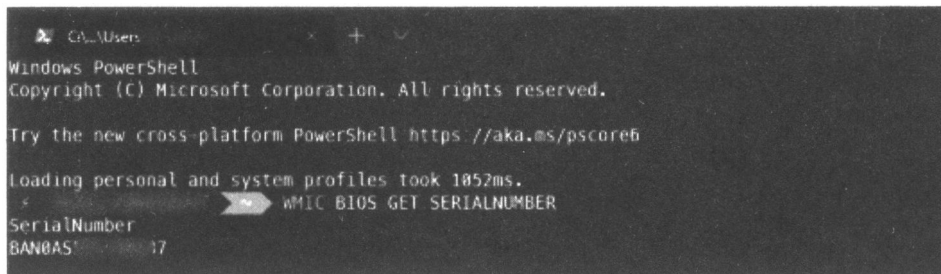 C:\...\Users
Windows PowerShell
Copyright (C) Microsoft Corporation. All rights reserved.
Try the new cross-platform PowerShell https://aka.ms/pscore6
Loading personal and system profiles took 1052ms.
~ WMIC BIOS GET SERIALNUMBER
SerialNumber